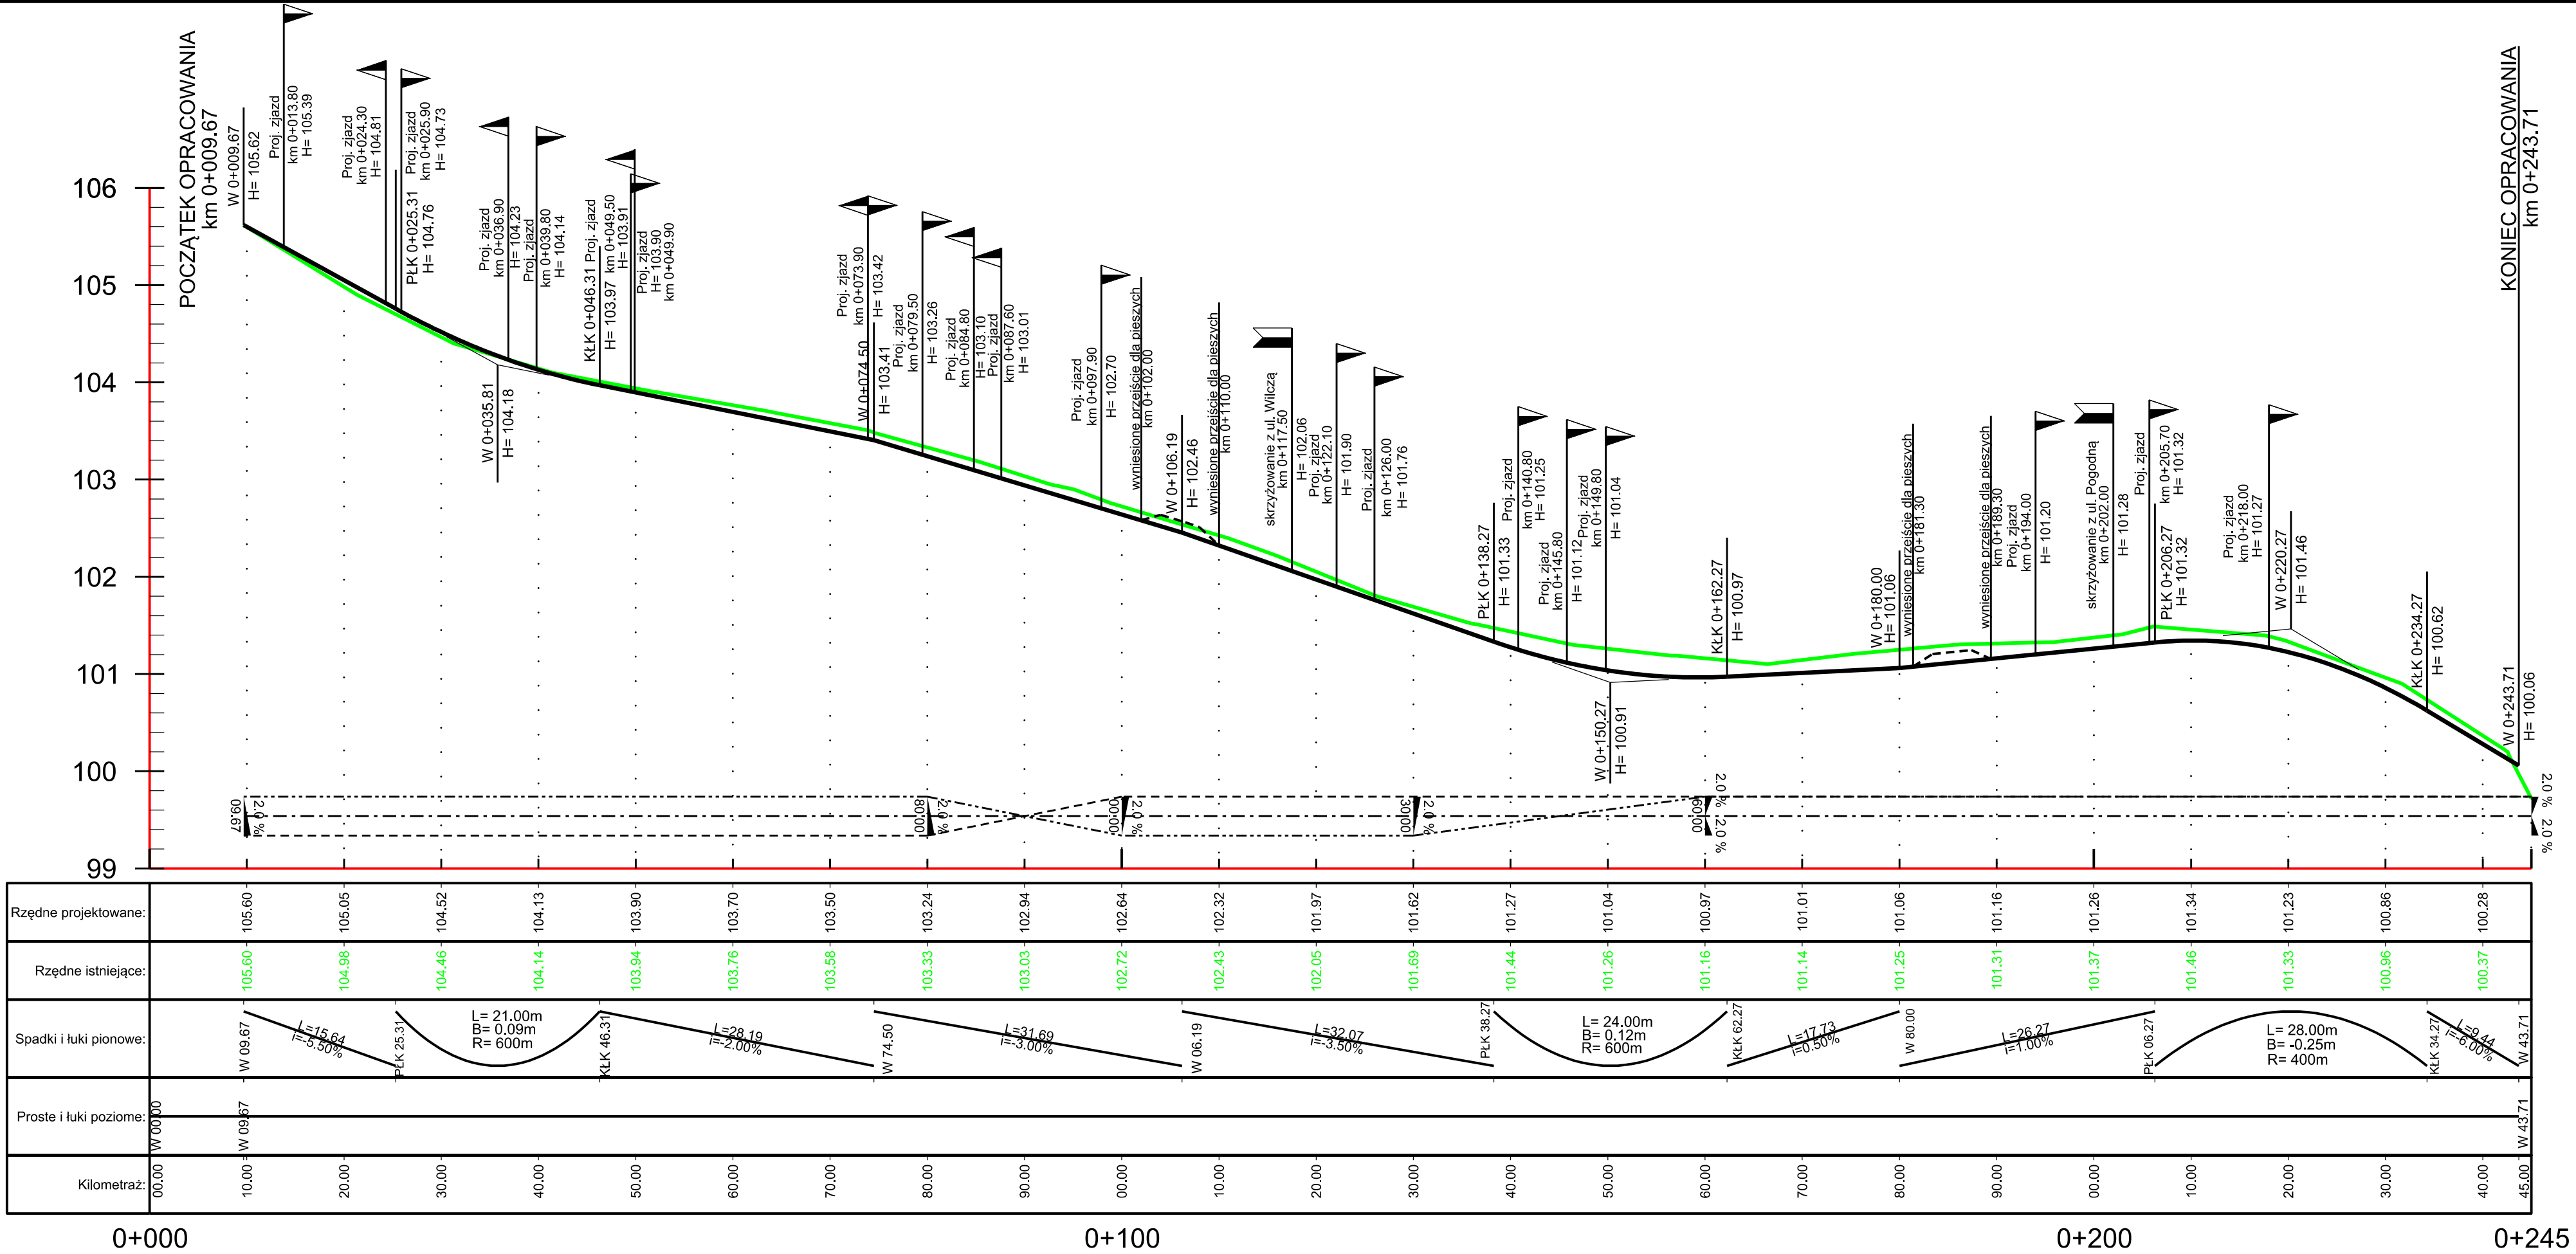 POCZĄTEK OPRACOWANIA
km 0+009.67
W 0+009.67
H= 105.62
Proj. zjazd
km 0+013.80
H= 105.39
Proj. zjazd
km 0+024.30
H= 104.81
PŁK 0+025.31
H= 104.76
Proj. zjazd
km 0+025.90
H= 104.73
W 0+035.81
H= 104.18
Proj. zjazd
km 0+036.90
H= 104.23
Proj. zjazd
km 0+039.80
H= 104.14
KŁK 0+046.31
H= 103.97
Proj. zjazd
km 0+049.50
H= 103.91
Proj. zjazd
H= 103.90
km 0+049.90
Proj. zjazd
km 0+073.90
H= 103.42
W 0+074.50
H= 103.41
Proj. zjazd
km 0+079.50
H= 103.26
Proj. zjazd
km 0+084.80
H= 103.10
Proj. zjazd
km 0+087.60
H= 103.01
Proj. zjazd
km 0+097.90
H= 102.70
wyniesione przejście dla pieszych
km 0+102.00
W 0+106.19
H= 102.46
wyniesione przejście dla pieszych
km 0+110.00
skrzyżowanie z ul. Wilczą
km 0+117.50
H= 102.06
Proj. zjazd
km 0+122.10
H= 101.90
Proj. zjazd
km 0+126.00
H= 101.76
PŁK 0+138.27
H= 101.33
Proj. zjazd
km 0+140.80
H= 101.25
Proj. zjazd
km 0+145.80
H= 101.12
Proj. zjazd
km 0+149.80
H= 101.04
W 0+150.27
H= 100.91
KŁK 0+162.27
H= 100.97
W 0+180.00
H= 101.06
wyniesione przejście dla pieszych
km 0+181.30
wyniesione przejście dla pieszych
km 0+189.30
Proj. zjazd
km 0+194.00
H= 101.20
skrzyżowanie z ul. Pogodną
km 0+202.00
H= 101.28
Proj. zjazd
km 0+205.70
H= 101.32
PŁK 0+206.27
H= 101.32
Proj. zjazd
km 0+218.00
H= 101.27
W 0+220.27
H= 101.46
KŁK 0+234.27
H= 100.62
W 0+243.71
H= 100.06
KONIEC OPRACOWANIA
km 0+243.71
106
105
104
103
102
101
100
99
09.67
2.0 %
80.00
2.0 %
00.00
2.0 %
30.00
2.0 %
60.00
2.0 %
2.0 %
2.0 %
2.0 %
Rzędne projektowane: 105.60 105.05 104.52 104.13 103.90 103.70 103.50 103.24 102.94 102.64 102.32 101.97 101.62 101.27 101.04 100.97 101.01 101.06 101.16 101.26 101.34 101.23 100.86 100.28
Rzędne istniejące: 105.60 104.98 104.46 104.14 103.94 103.76 103.58 103.33 103.03 102.72 102.43 102.05 101.69 101.44 101.26 101.16 101.14 101.25 101.31 101.37 101.46 101.33 100.96 100.37
Spadki i łuki pionowe:
W 09.67
L=15.64
i=-5.50%
PŁK 25.31
L= 21.00m
B= 0.09m
R= 600m
KŁK 46.31
L=28.19
i=-2.00%
W 74.50
L=31.69
i=-3.00%
W 06.19
L=32.07
i=-3.50%
PŁK 38.27
L= 24.00m
B= 0.12m
R= 600m
KŁK 62.27
L=17.73
i=0.50%
W 80.00
L=26.27
i=1.00%
PŁK 06.27
L= 28.00m
B= -0.25m
R= 400m
KŁK 34.27
L=9.44
i=-6.00%
W 43.71
Proste i łuki poziome: W 00.00 W 09.67 W 43.71
Kilometraż: 00.00 10.00 20.00 30.00 40.00 50.00 60.00 70.00 80.00 90.00 00.00 10.00 20.00 30.00 40.00 50.00 60.00 70.00 80.00 90.00 00.00 10.00 20.00 30.00 40.00 45.00
0+000 0+100 0+200 0+245